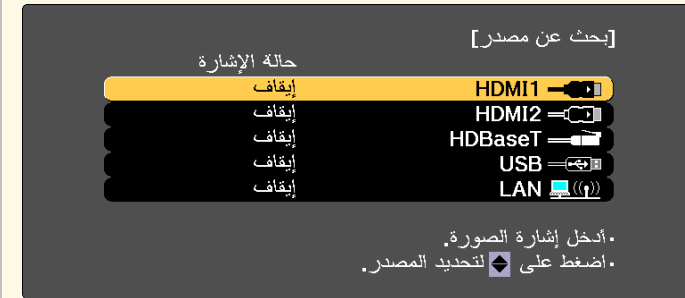 [بحث عن مصدر]
حالة الإشارة
HDMI1 إيقاف
HDMI2 إيقاف
HDBaseT إيقاف
USB إيقاف
LAN إيقاف
•أدخل إشارة الصورة.
•اضغط على لتحديد المصدر.